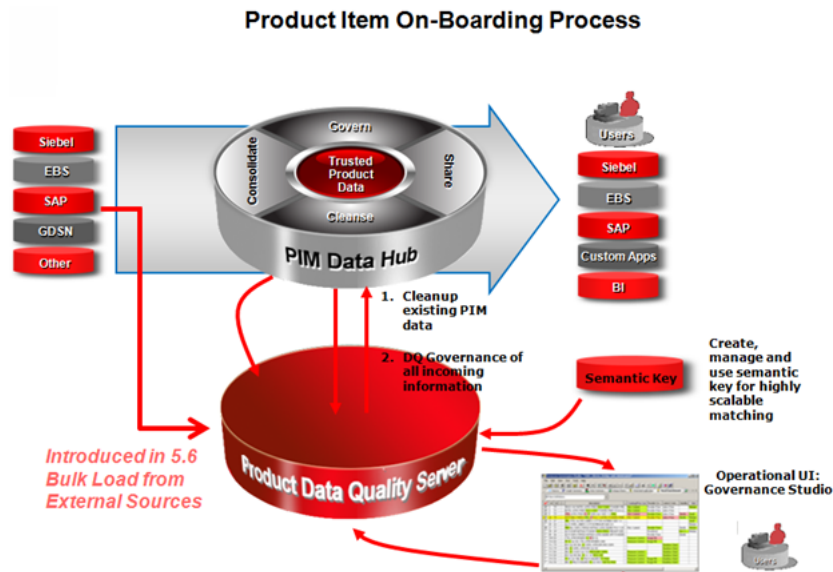 Product Item On-Boarding Process
Siebel
EBS
SAP
GDSN
Other
Govern
Consolidate
Trusted
Product
Data
Share
Cleanse
PIM Data Hub
Users
Siebel
EBS
SAP
Custom Apps
BI
1. Cleanup
existing PIM
data
2. DQ Governance of
all incoming
information
Semantic Key
Create,
manage and
use semantic
key for highly
scalable
matching
Introduced in 5.6
Bulk Load from
External Sources
Product Data Quality Server
Operational UI:
Governance Studio
Users